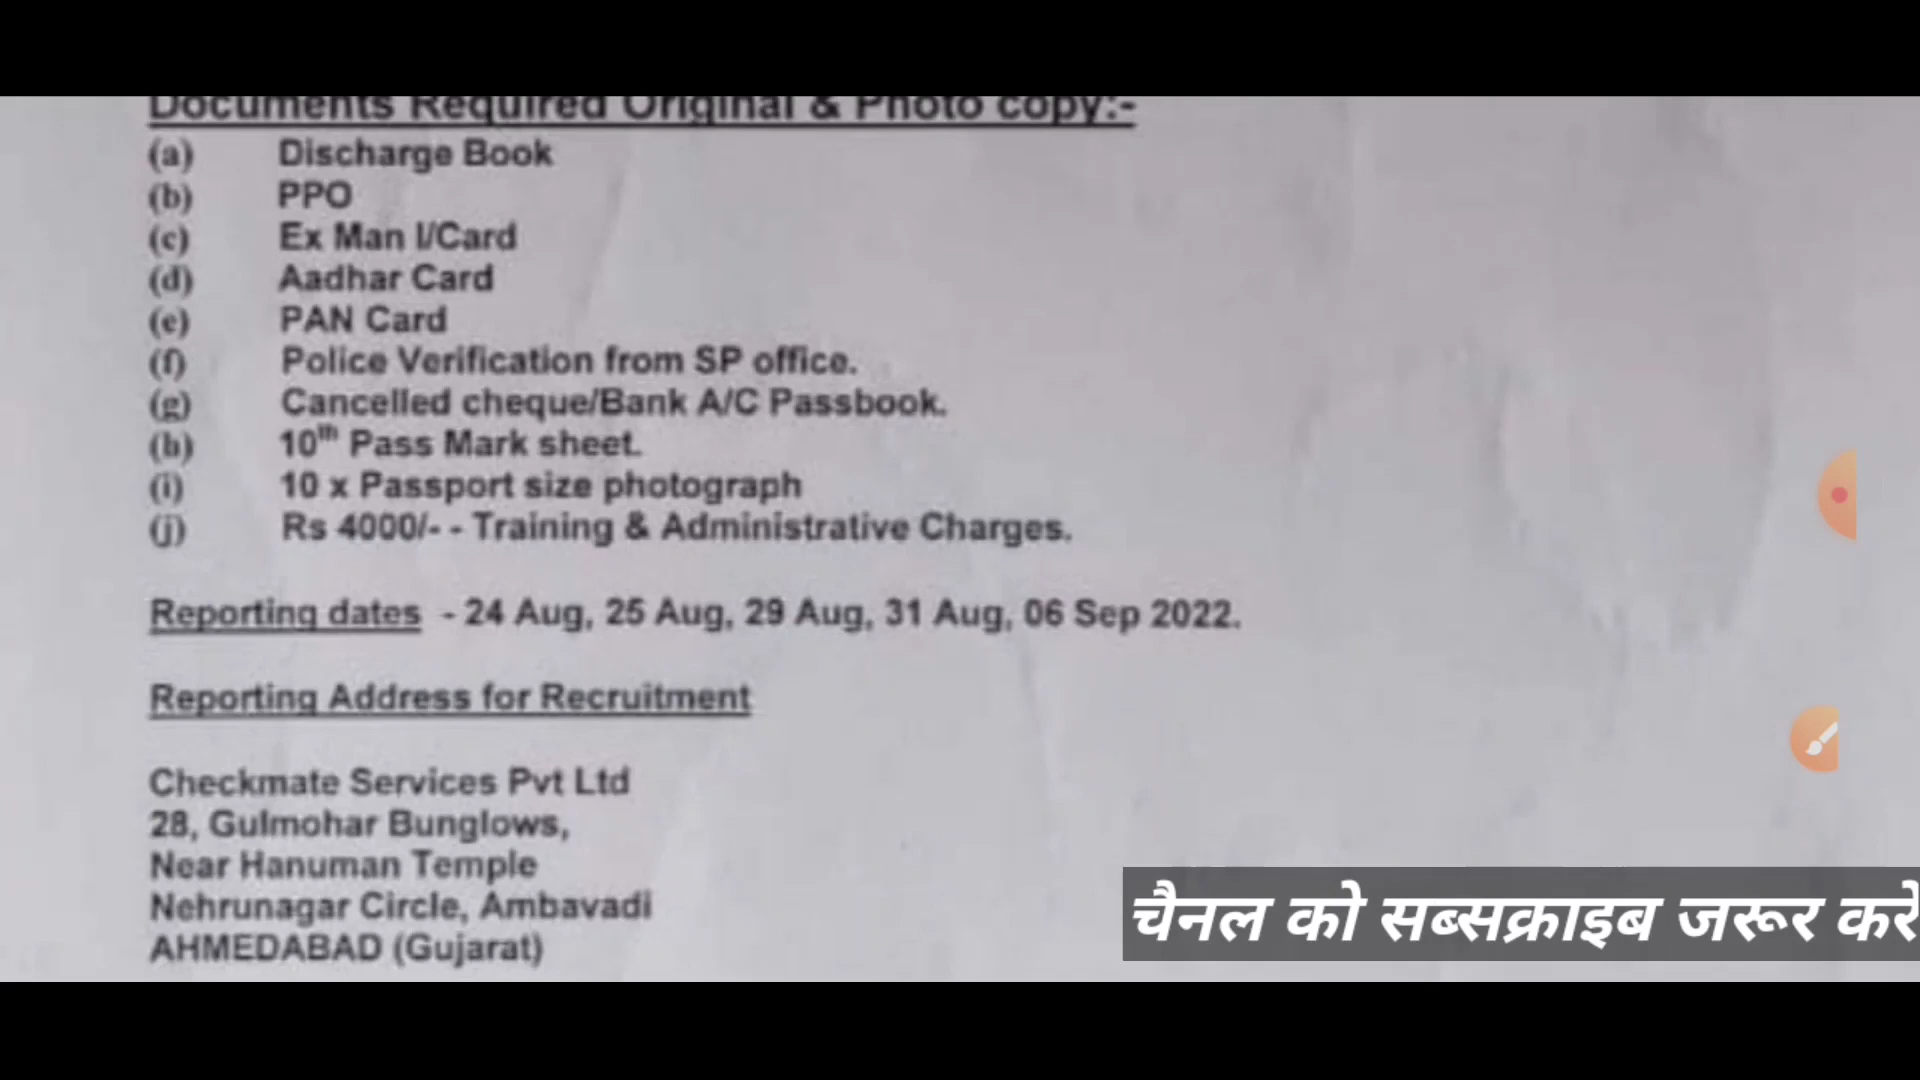 Documents Required Original & Photo copy:-
(a) Discharge Book
(b) PPO
(c) Ex Man I/Card
(d) Aadhar Card
(e) PAN Card
(f) Police Verification from SP office.
(g) Cancelled cheque/Bank A/C Passbook.
(h) 10th Pass Mark sheet.
(i) 10 x Passport size photograph
(j) Rs 4000/- - Training & Administrative Charges.
Reporting dates - 24 Aug, 25 Aug, 29 Aug, 31 Aug, 06 Sep 2022.
Reporting Address for Recruitment
Checkmate Services Pvt Ltd
28, Gulmohar Bunglows,
Near Hanuman Temple
Nehrunagar Circle, Ambavadi
AHMEDABAD (Gujarat)
चैनल को सब्सक्राइब जरूर करे